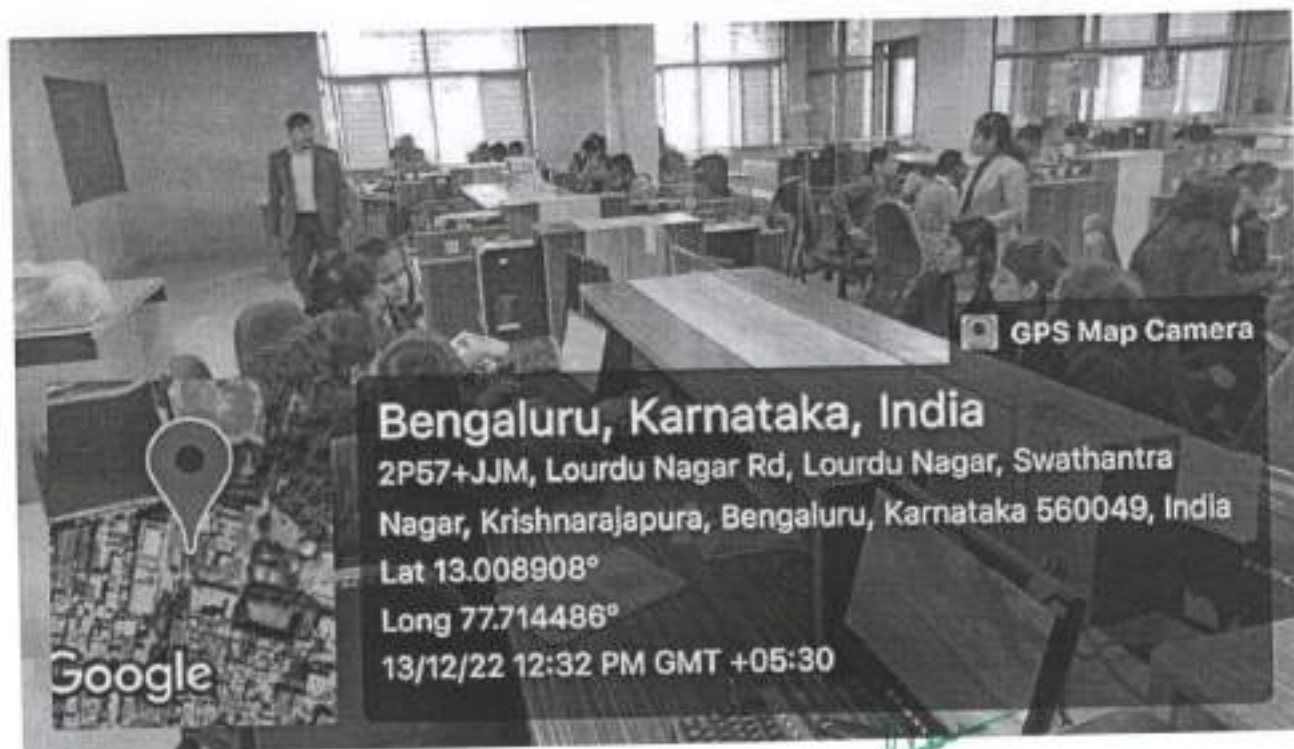 GPS Map Camera
Bengaluru, Karnataka, India
2P57+JJM, Lourdu Nagar Rd, Lourdu Nagar, Swathantra
Nagar, Krishnarajapura, Bengaluru, Karnataka 560049, India
Lat 13.008908°
Long 77.714486°
13/12/22 12:32 PM GMT +05:30
Google